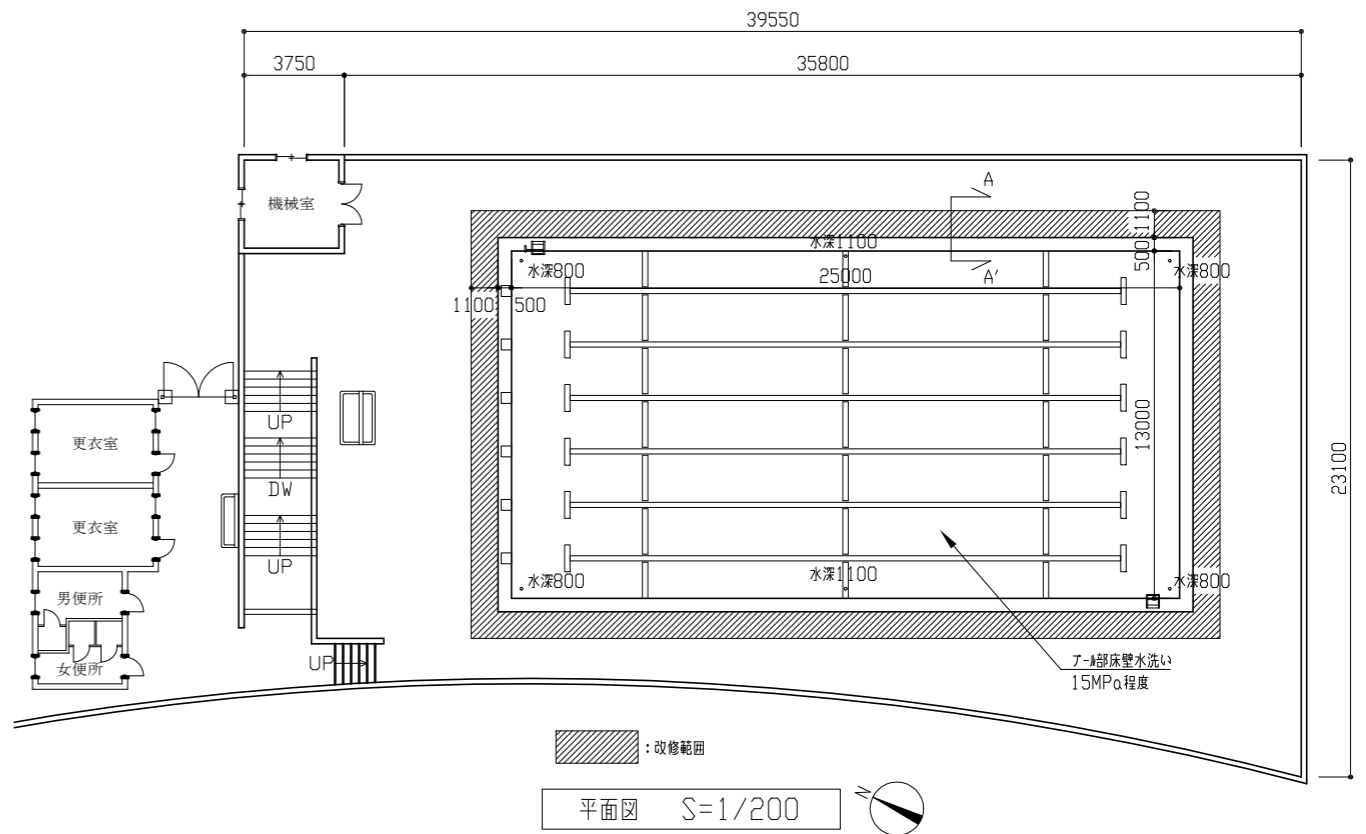 39550
3750
35800
機械室
A
1100
水深1100
500
水深800
25000
A'
水深800
1100
500
UP
更衣室
13000
23100
DW
更衣室
UP
水深1100
水深800
水深800
男便所
女便所
UP
プール部床壁水洗い
15MPa程度
:改修範囲
平面図 S=1/200
N